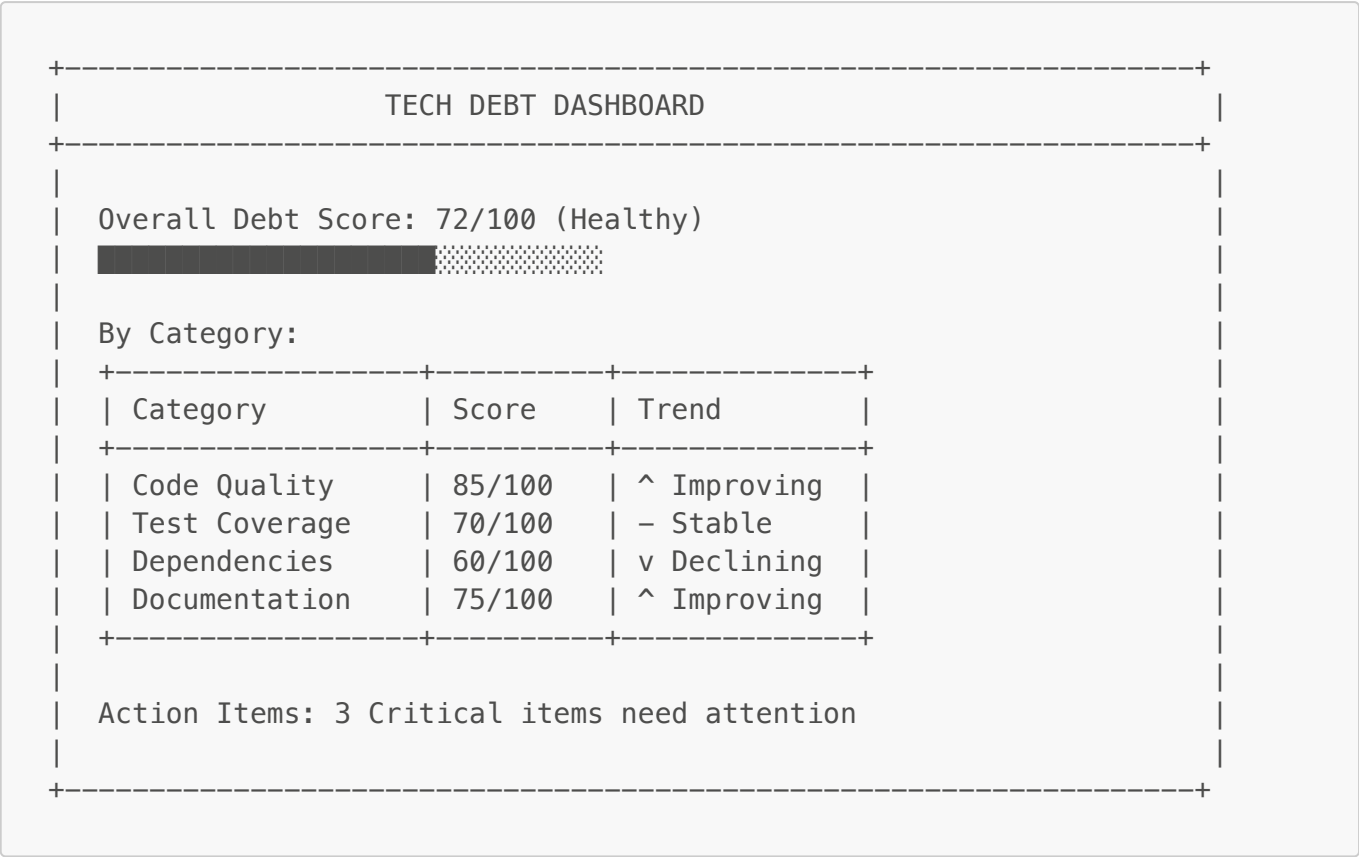 +-------------------------------------------------------------------+
|                   TECH DEBT DASHBOARD                              |
+-------------------------------------------------------------------+
|                                                                    |
|  Overall Debt Score: 72/100 (Healthy)                              |
|  ████████████████████░░░░░░░░░░                                    |
|                                                                    |
|  By Category:                                                      |
|  +------------------+----------+--------------+                    |
|  | Category         | Score    | Trend        |                    |
|  +------------------+----------+--------------+                    |
|  | Code Quality     | 85/100   | ^ Improving  |                    |
|  | Test Coverage    | 70/100   | - Stable     |                    |
|  | Dependencies     | 60/100   | v Declining  |                    |
|  | Documentation    | 75/100   | ^ Improving  |                    |
|  +------------------+----------+--------------+                    |
|                                                                    |
|  Action Items: 3 Critical items need attention                     |
|                                                                    |
+-------------------------------------------------------------------+